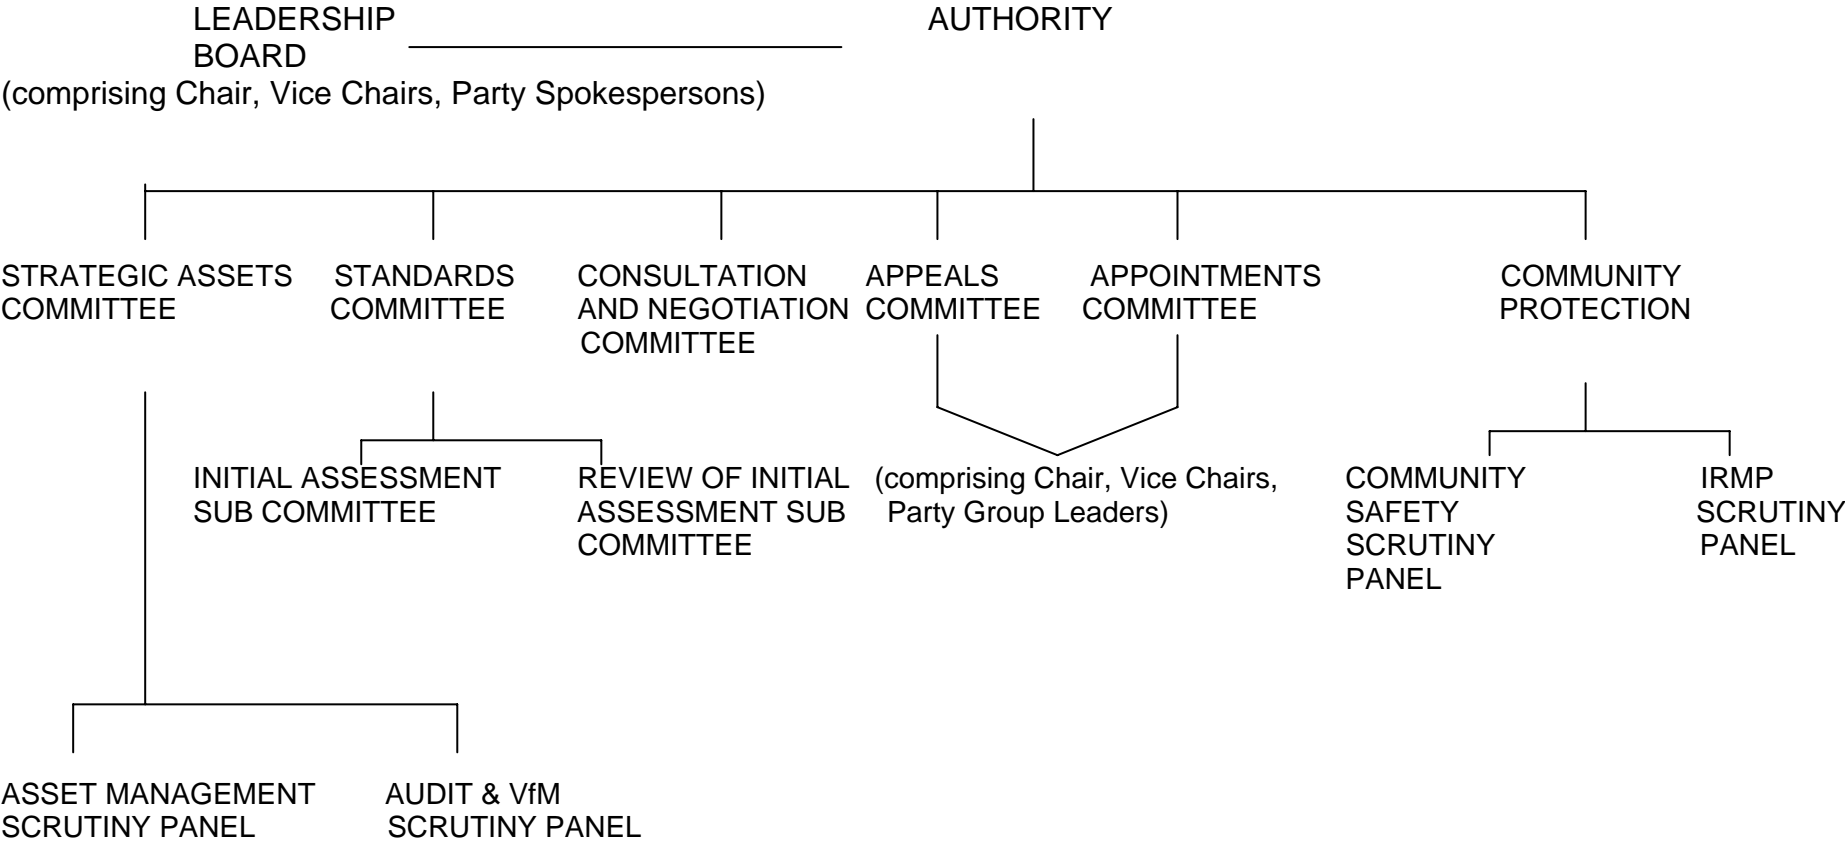 LEADERSHIP
BOARD
AUTHORITY
(comprising Chair, Vice Chairs, Party Spokespersons)
STRATEGIC ASSETS
COMMITTEE
STANDARDS
COMMITTEE
CONSULTATION
AND NEGOTIATION
COMMITTEE
APPEALS
COMMITTEE
APPOINTMENTS
COMMITTEE
COMMUNITY
PROTECTION
INITIAL ASSESSMENT
SUB COMMITTEE
REVIEW OF INITIAL
ASSESSMENT SUB
COMMITTEE
(comprising Chair, Vice Chairs,
Party Group Leaders)
COMMUNITY
SAFETY
SCRUTINY
PANEL
IRMP
SCRUTINY
PANEL
ASSET MANAGEMENT
SCRUTINY PANEL
AUDIT & VfM
SCRUTINY PANEL